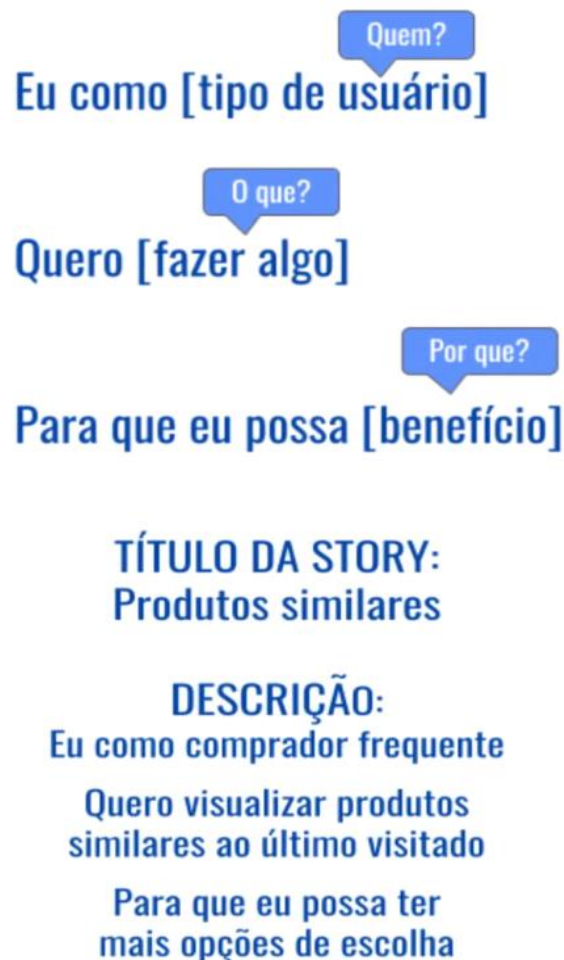 Quem?
Eu como [tipo de usuário]
O que?
Quero [fazer algo]
Por que?
Para que eu possa [benefício]
TÍTULO DA STORY:
Produtos similares
DESCRIÇÃO:
Eu como comprador frequente
Quero visualizar produtos
similares ao último visitado
Para que eu possa ter
mais opções de escolha